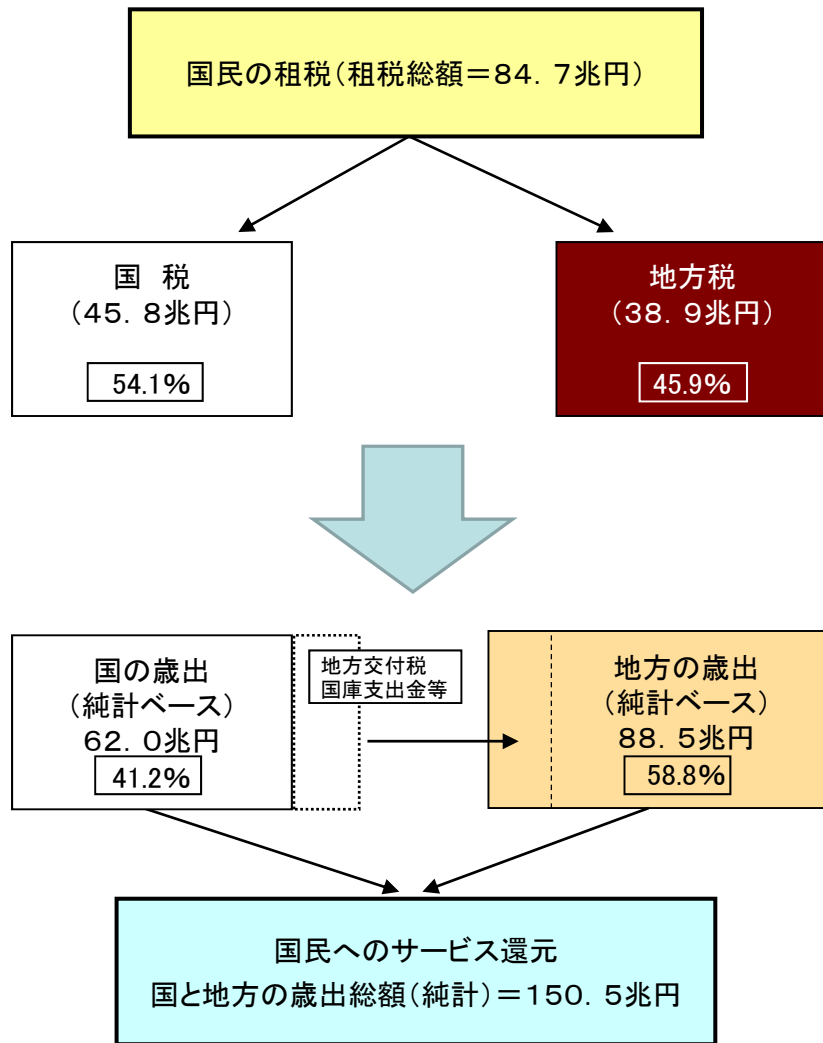 国民の租税（租税総額＝８４．７兆円）
国　税
（４５．８兆円）
54.1%
地方税
（３８．９兆円）
45.9%
国の歳出
（純計ベース）
６２．０兆円
41.2%
地方交付税
国庫支出金等
地方の歳出
（純計ベース）
８８．５兆円
58.8%
国民へのサービス還元
国と地方の歳出総額（純計）＝１５０．５兆円